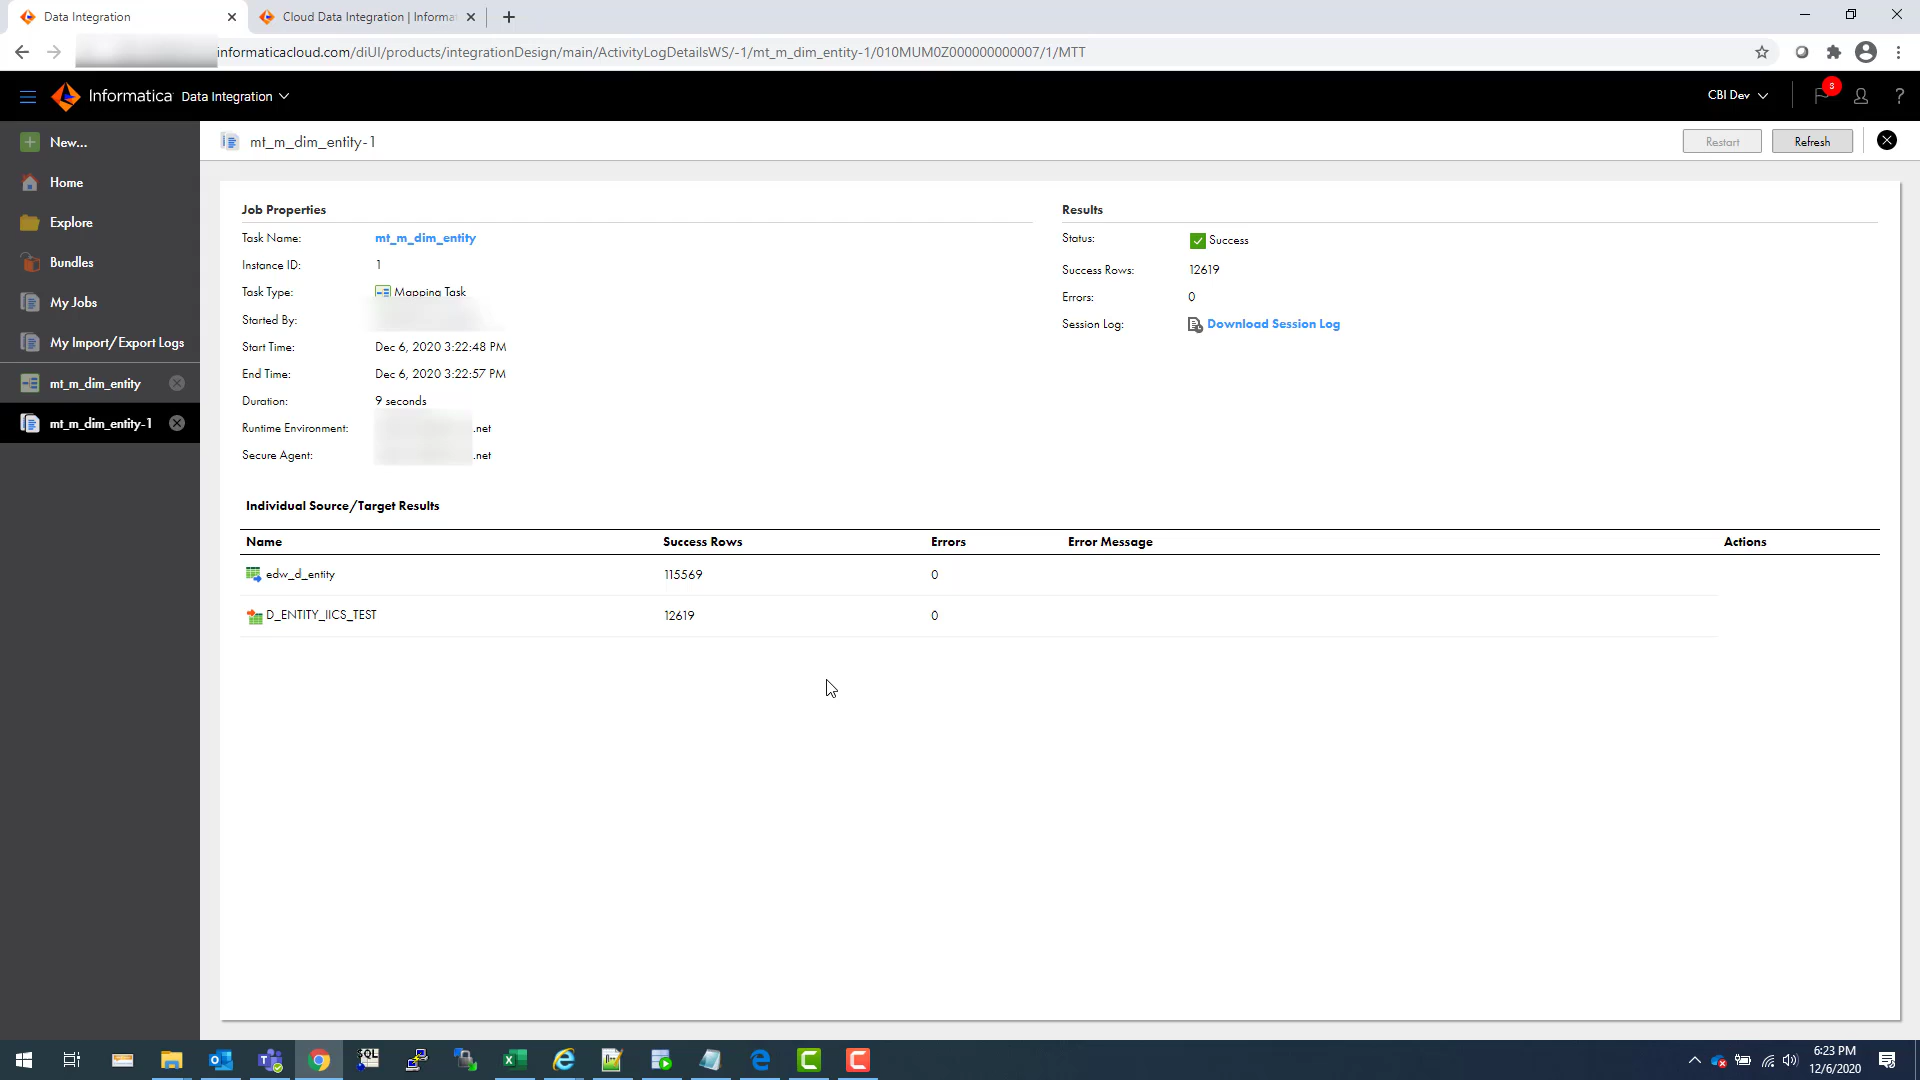 Data Integration
Cloud Data Integration | Informa
informaticacloud.com/diUI/products/integrationDesign/main/ActivityLogDetailsWS/-1/mt_m_dim_entity-1/010MUM0Z000000000007/1/MTT
Informatica Data Integration
CBI Dev
3
?
New...
Home
Explore
Bundles
My Jobs
My Import/Export Logs
mt_m_dim_entity
mt_m_dim_entity-1
mt_m_dim_entity-1
Restart
Refresh
Job Properties
Task Name: mt_m_dim_entity
Instance ID: 1
Task Type: Mapping Task
Started By:
Start Time: Dec 6, 2020 3:22:48 PM
End Time: Dec 6, 2020 3:22:57 PM
Duration: 9 seconds
Runtime Environment: .net
Secure Agent: .net
Results
Status: Success
Success Rows: 12619
Errors: 0
Session Log: Download Session Log
Individual Source/Target Results
Name Success Rows Errors Error Message Actions
edw_d_entity 115569 0
D_ENTITY_IICS_TEST 12619 0
SQL
6:23 PM
12/6/2020